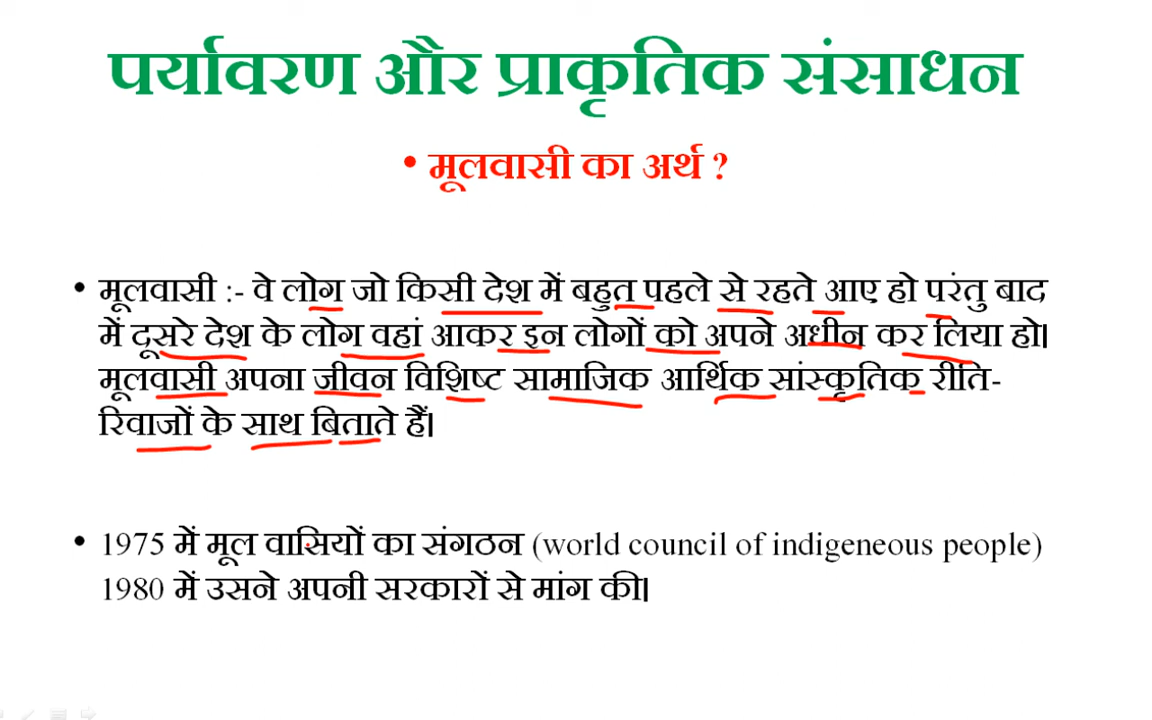 पर्यावरण और प्राकृतिक संसाधन
• मूलवासी का अर्थ ?
• मूलवासी :- वे लोग जो किसी देश में बहुत पहले से रहते आए हो परंतु बाद
में दूसरे देश के लोग वहां आकर इन लोगों को अपने अधीन कर लिया हो।
मूलवासी अपना जीवन विशिष्ट सामाजिक आर्थिक सांस्कृतिक रीति-
रिवाजों के साथ बिताते हैं।
• 1975 में मूल वासियों का संगठन (world council of indigeneous people)
1980 में उसने अपनी सरकारों से मांग की।